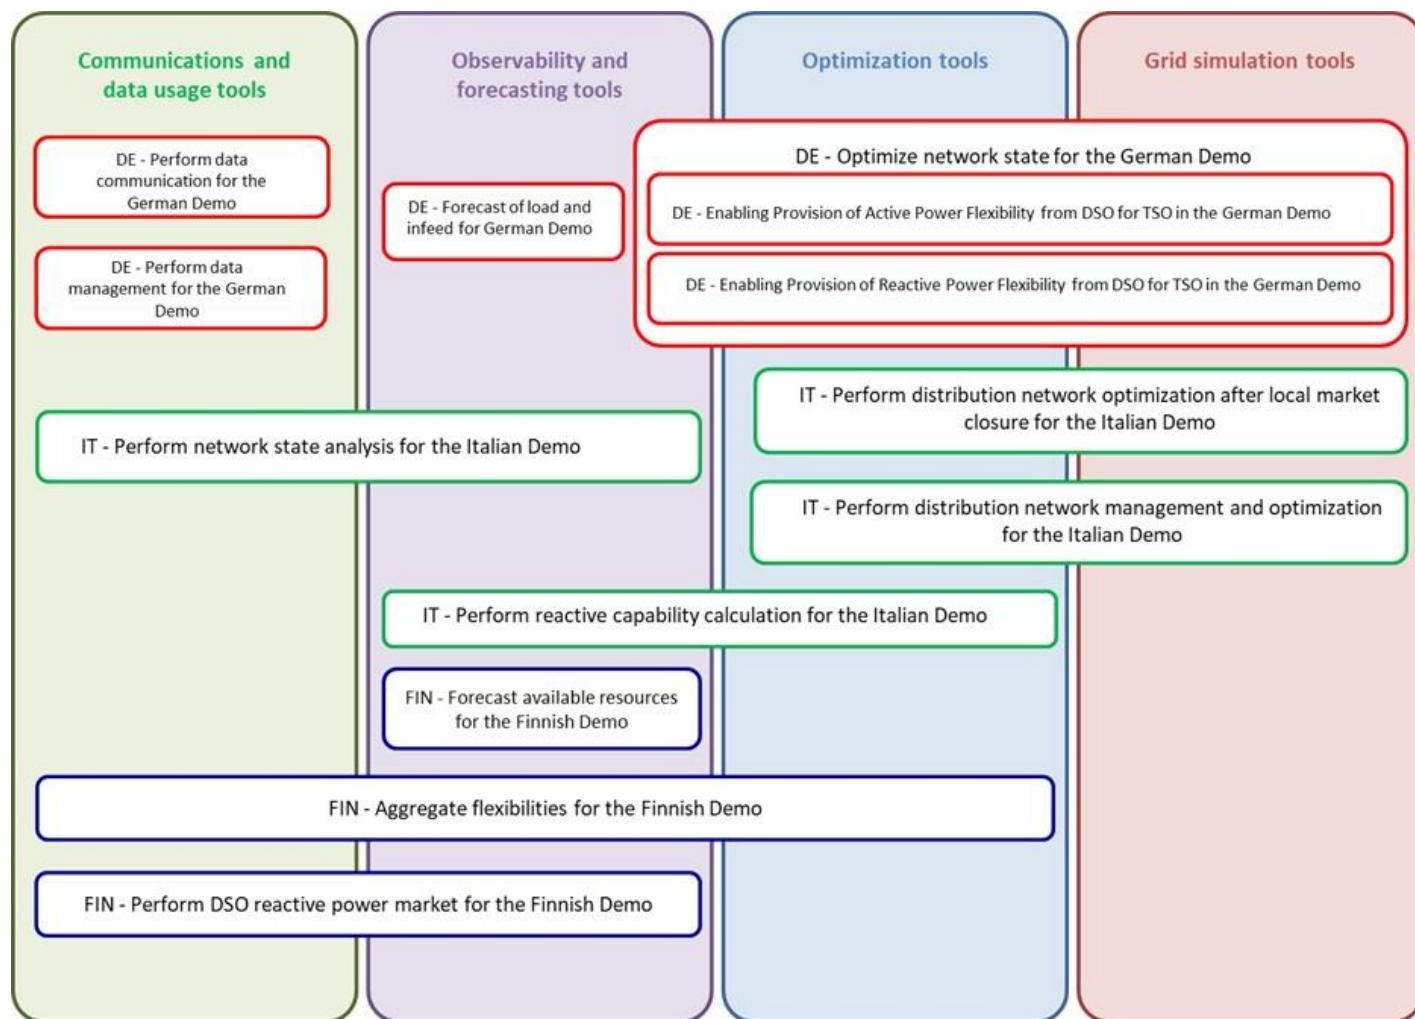 Communications and
data usage tools
Observability and
forecasting tools
Optimization tools
Grid simulation tools
DE - Perform data
communication for the
German Demo
DE - Perform data
management for the German
Demo
DE - Forecast of load and
infeed for German Demo
DE - Optimize network state for the German Demo
DE - Enabling Provision of Active Power Flexibility from DSO for TSO in the German Demo
DE - Enabling Provision of Reactive Power Flexibility from DSO for TSO in the German Demo
IT - Perform distribution network optimization after local market
closure for the Italian Demo
IT - Perform network state analysis for the Italian Demo
IT - Perform distribution network management and optimization
for the Italian Demo
IT - Perform reactive capability calculation for the Italian Demo
FIN - Forecast available resources
for the Finnish Demo
FIN - Aggregate flexibilities for the Finnish Demo
FIN - Perform DSO reactive power market for the Finnish Demo